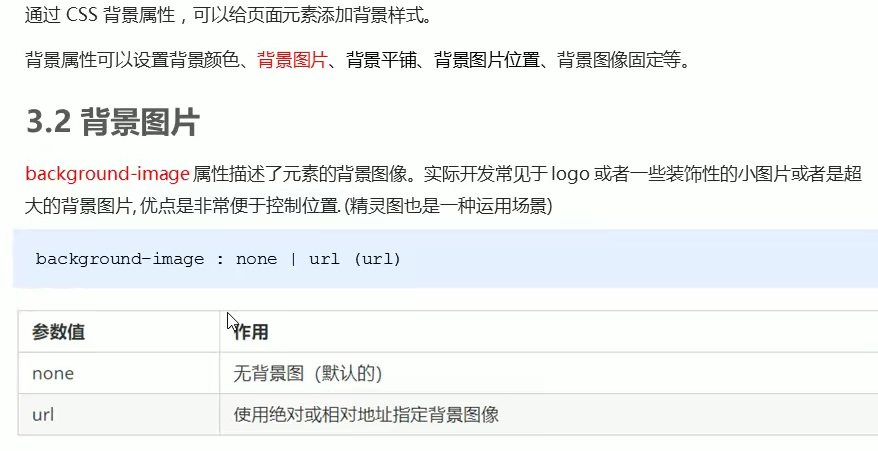 通过 CSS 背景属性，可以给页面元素添加背景样式。
背景属性可以设置背景颜色、背景图片、背景平铺、背景图片位置、背景图像固定等。
3.2 背景图片
background-image 属性描述了元素的背景图像。实际开发常见于 logo 或者一些装饰性的小图片或者是超
大的背景图片, 优点是非常便于控制位置. (精灵图也是一种运用场景)
background-image : none | url (url)
参数值 作用
none 无背景图（默认的）
url 使用绝对或相对地址指定背景图像